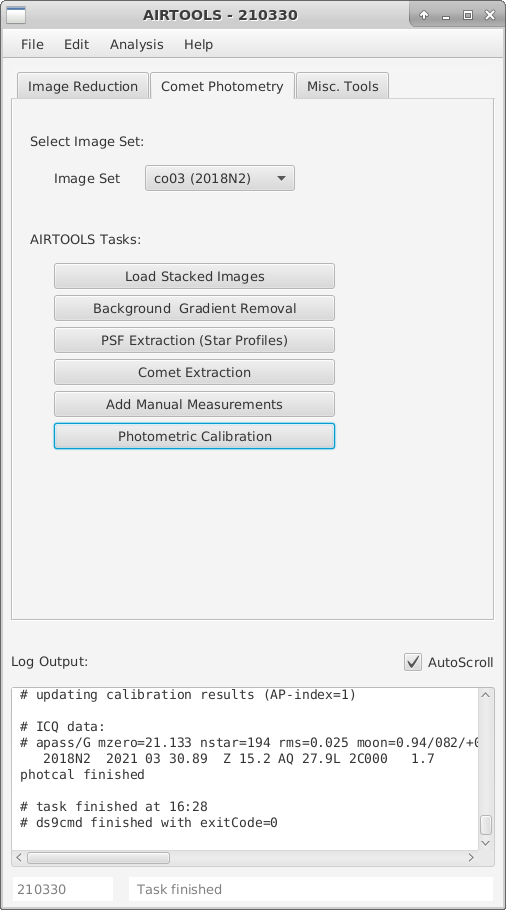 AIRTOOLS - 210330
File Edit Analysis Help
Image Reduction Comet Photometry Misc. Tools
Select Image Set:
Image Set co03 (2018N2)
AIRTOOLS Tasks:
Load Stacked Images
Background  Gradient Removal
PSF Extraction (Star Profiles)
Comet Extraction
Add Manual Measurements
Photometric Calibration
Log Output: AutoScroll
# updating calibration results (AP-index=1)
# ICQ data:
# apass/G mzero=21.133 nstar=194 rms=0.025 moon=0.94/082/+0
   2018N2  2021 03 30.89  Z 15.2 AQ 27.9L 2C000   1.7
photcal finished
# task finished at 16:28
# ds9cmd finished with exitCode=0
210330 Task finished